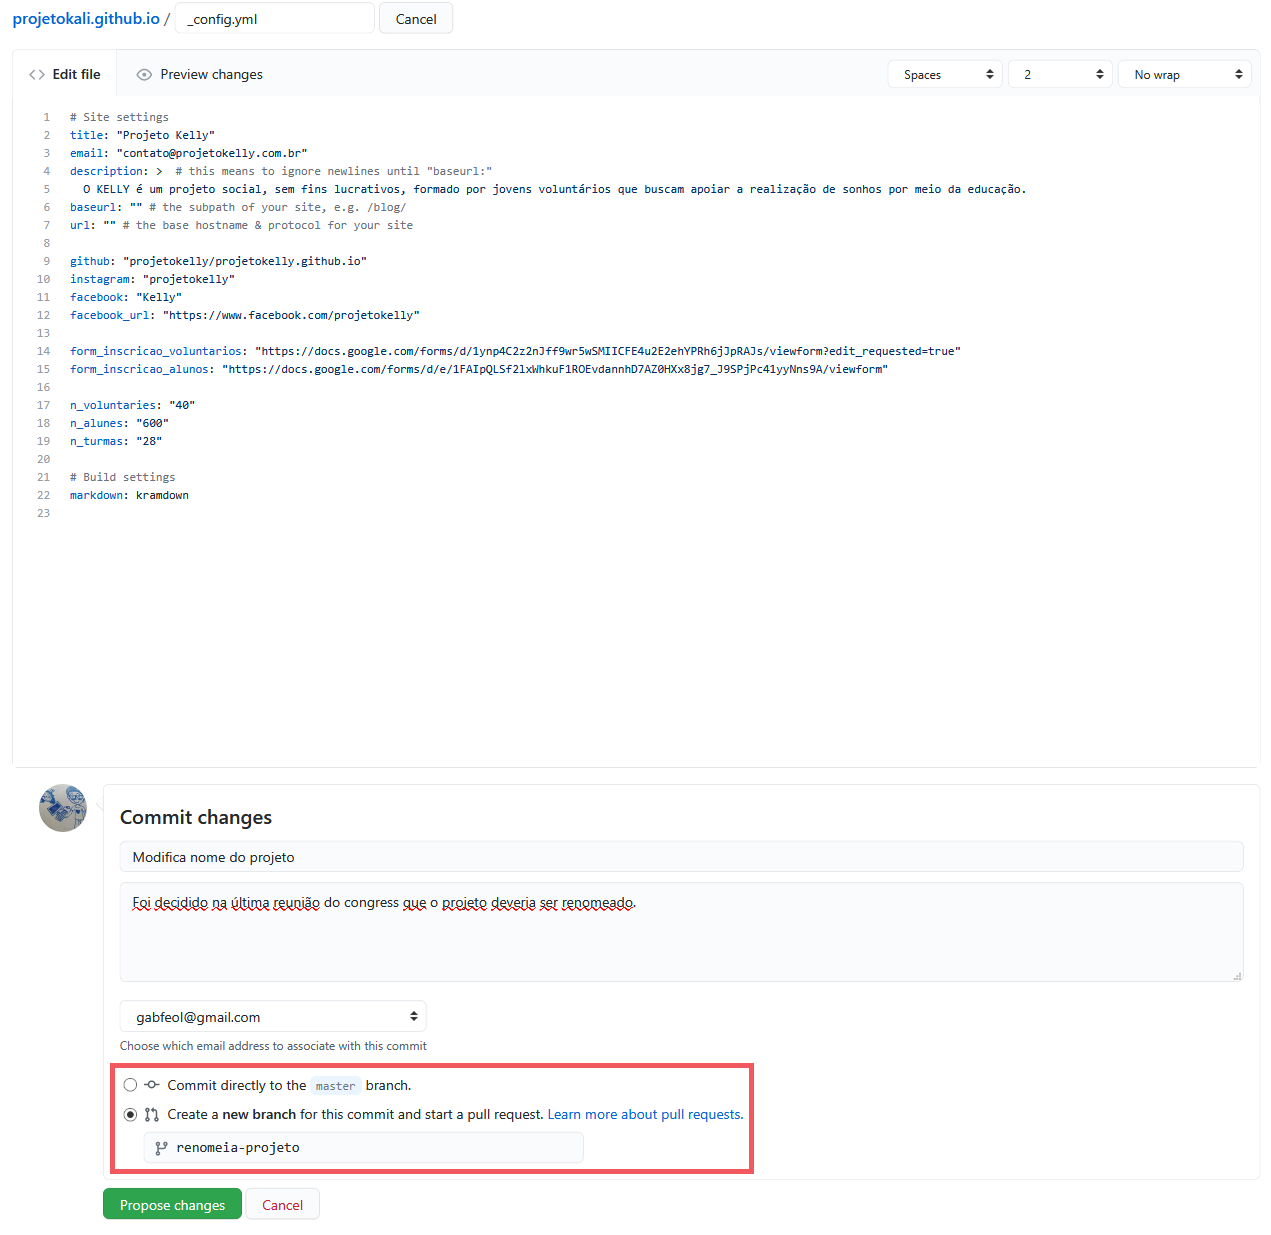 projetokali.github.io / _config.yml Cancel
Edit file Preview changes Spaces 2 No wrap
1 # Site settings
2 title: "Projeto Kelly"
3 email: "contato@projetokelly.com.br"
4 description: > # this means to ignore newlines until "baseurl:"
5 O KELLY é um projeto social, sem fins lucrativos, formado por jovens voluntários que buscam apoiar a realização de sonhos por meio da educação.
6 baseurl: "" # the subpath of your site, e.g. /blog/
7 url: "" # the base hostname & protocol for your site
8
9 github: "projetokelly/projetokelly.github.io"
10 instagram: "projetokelly"
11 facebook: "Kelly"
12 facebook_url: "https://www.facebook.com/projetokelly"
13
14 form_inscricao_voluntarios: "https://docs.google.com/forms/d/1ynp4C2z2nJff9wr5wSMIICFE4u2E2ehYPRh6jJpRAJs/viewform?edit_requested=true"
15 form_inscricao_alunos: "https://docs.google.com/forms/d/e/1FAIpQLSf2lxWhkuF1ROEvdannhD7AZ0HXx8jg7_J9SPjPc41yyNns9A/viewform"
16
17 n_voluntaries: "40"
18 n_alunes: "600"
19 n_turmas: "28"
20
21 # Build settings
22 markdown: kramdown
23
Commit changes
Modifica nome do projeto
Foi decidido na última reunião do congress que o projeto deveria ser renomeado.
gabfeol@gmail.com
Choose which email address to associate with this commit
Commit directly to the master branch.
Create a new branch for this commit and start a pull request. Learn more about pull requests.
renomeia-projeto
Propose changes Cancel